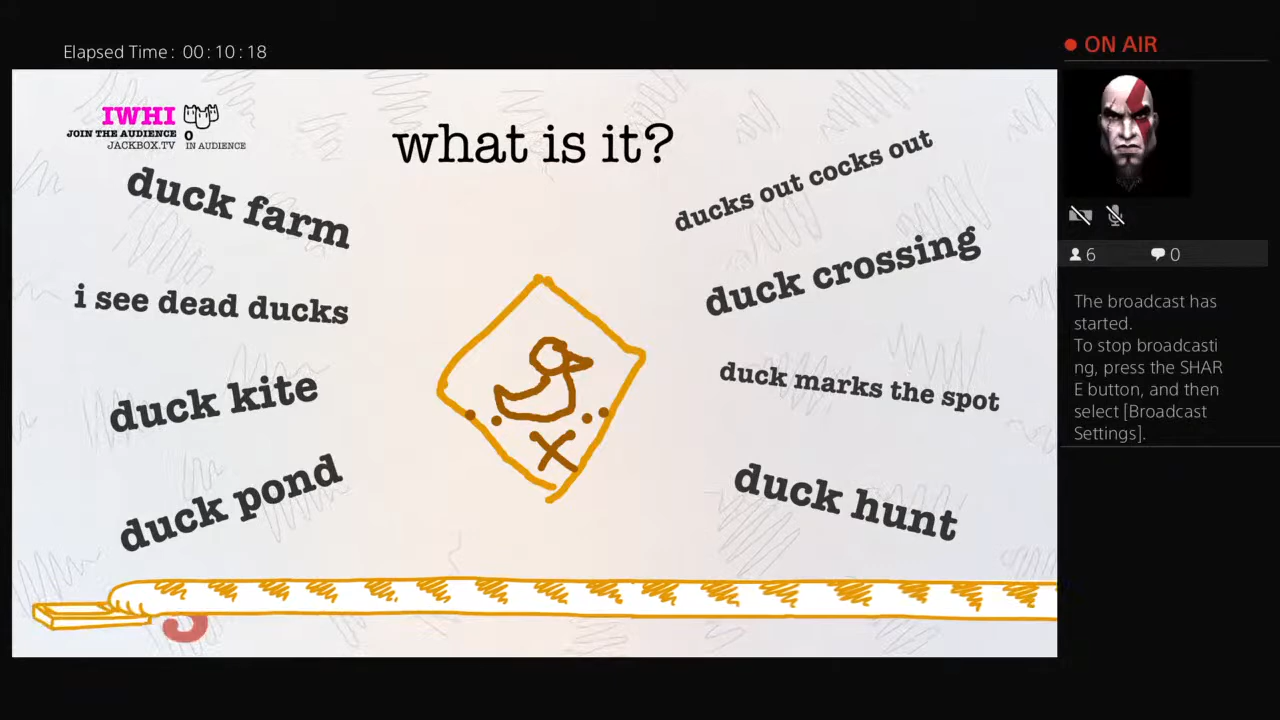 Elapsed Time: 00:10:18
ON AIR
IWHI
JOIN THE AUDIENCE 0
JACKBOX.TV IN AUDIENCE
what is it?
duck farm
i see dead ducks
duck kite
duck pond
ducks out cocks out
duck crossing
duck marks the spot
duck hunt
6 0
The broadcast has
started.
To stop broadcasti
ng, press the SHAR
E button, and then
select [Broadcast
Settings].